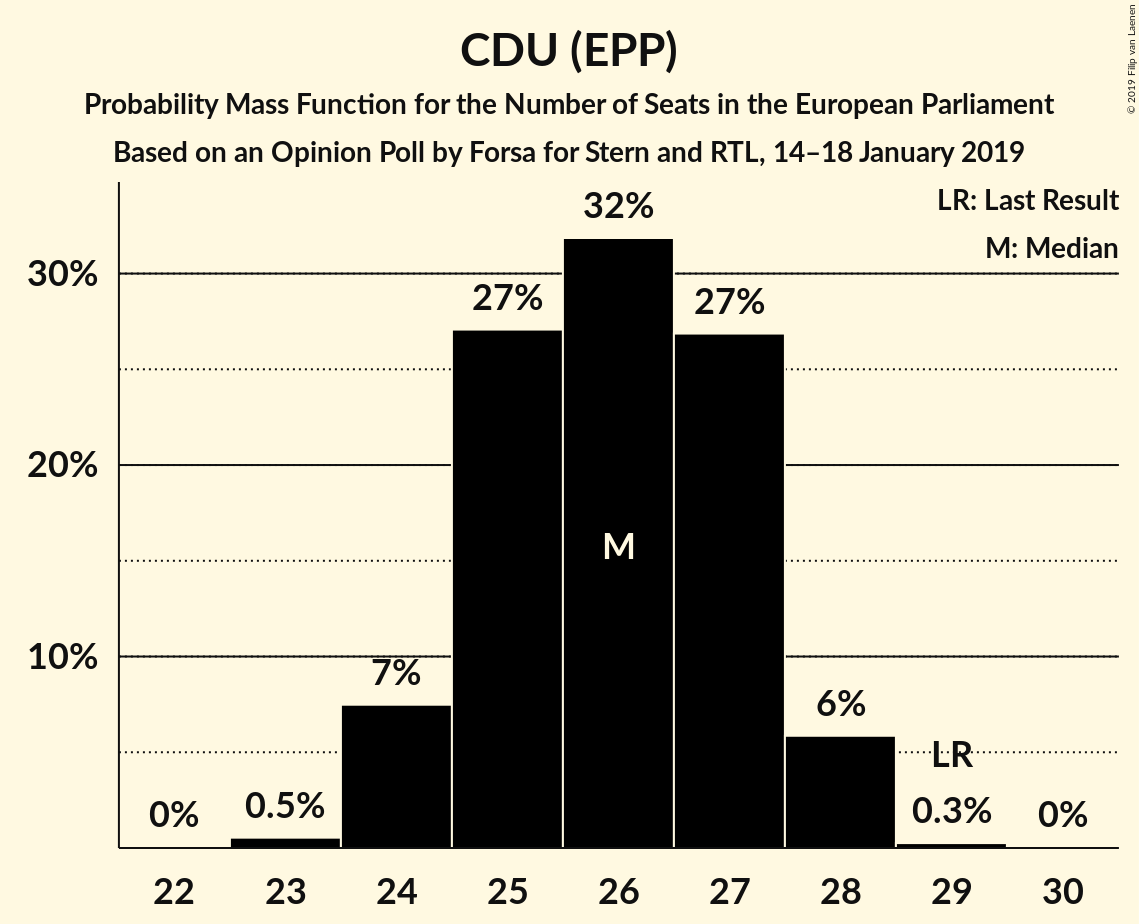 CDU (EPP)
Probability Mass Function for the Number of Seats in the European Parliament
Based on an Opinion Poll by Forsa for Stern and RTL, 14–18 January 2019
© 2019 Filip van Laenen
LR: Last Result
M: Median
32%
30%
27%
27%
20%
M
10%
7%
6%
LR
0%
0.5%
0.3%
0%
22 23 24 25 26 27 28 29 30